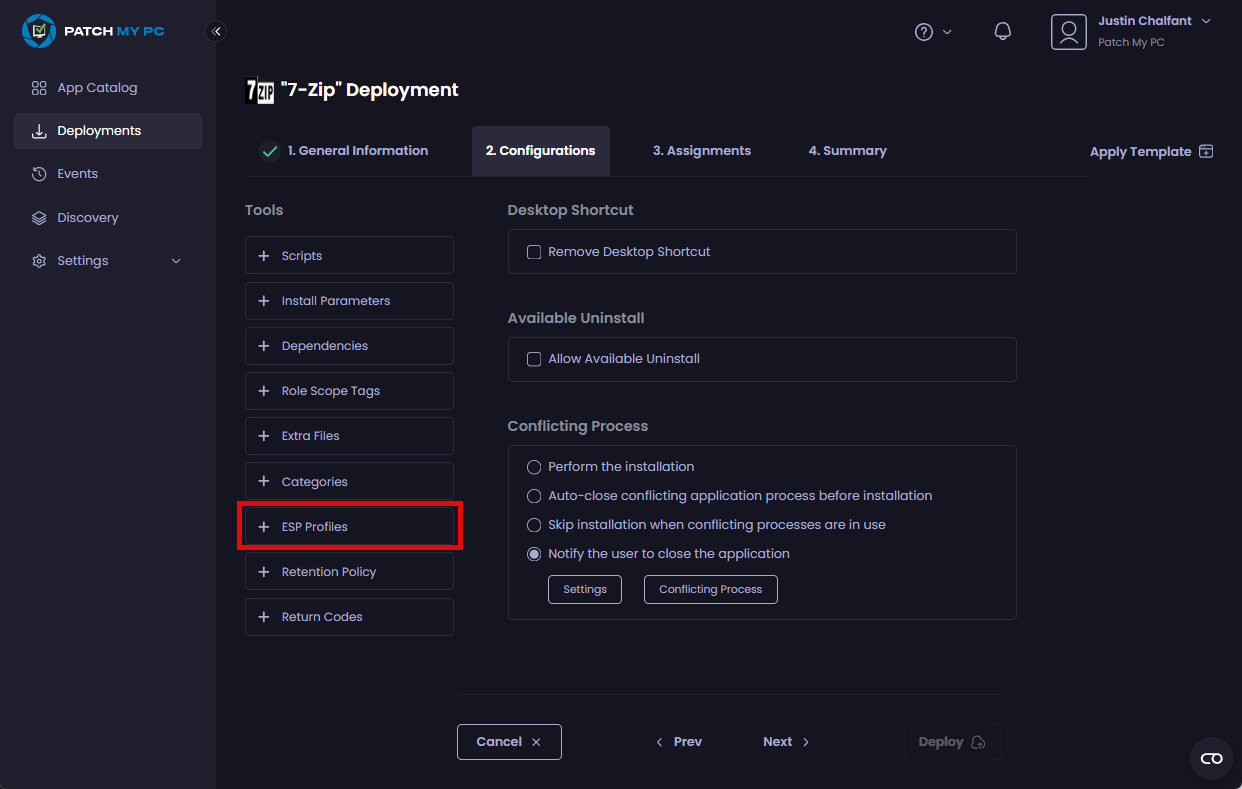 PATCH MY PC
App Catalog
Deployments
Events
Discovery
Settings
Justin Chalfant
Patch My PC
7ZIP "7-Zip" Deployment
1. General Information
2. Configurations
3. Assignments
4. Summary
Apply Template
Tools
Scripts
Install Parameters
Dependencies
Role Scope Tags
Extra Files
Categories
ESP Profiles
Retention Policy
Return Codes
Desktop Shortcut
Remove Desktop Shortcut
Available Uninstall
Allow Available Uninstall
Conflicting Process
Perform the installation
Auto-close conflicting application process before installation
Skip installation when conflicting processes are in use
Notify the user to close the application
Settings
Conflicting Process
Cancel
Prev
Next
Deploy